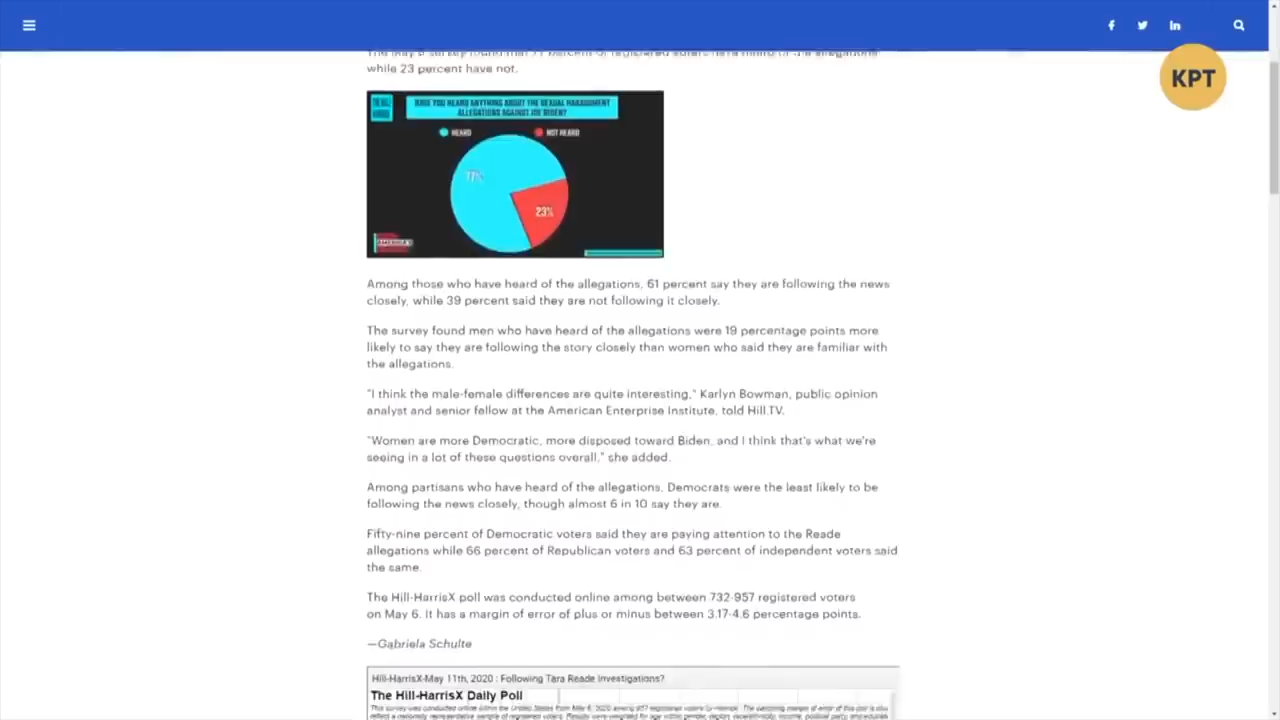 while 23 percent have not.
KPT
HAVE YOU HEARD ANYTHING ABOUT THE SEXUAL HARASSMENT
ALLEGATIONS AGAINST JOE BIDEN?
HEARD
NOT HEARD
77%
23%
AMERICA'S
Among those who have heard of the allegations, 61 percent say they are following the news
closely, while 39 percent said they are not following it closely.
The survey found men who have heard of the allegations were 19 percentage points more
likely to say they are following the story closely than women who said they are familiar with
the allegations.
"I think the male-female differences are quite interesting," Karlyn Bowman, public opinion
analyst and senior fellow at the American Enterprise Institute, told Hill.TV.
"Women are more Democratic, more disposed toward Biden, and I think that's what we're
seeing in a lot of these questions overall," she added.
Among partisans who have heard of the allegations, Democrats were the least likely to be
following the news closely, though almost 6 in 10 say they are.
Fifty-nine percent of Democratic voters said they are paying attention to the Reade
allegations while 66 percent of Republican voters and 63 percent of independent voters said
the same.
The Hill-HarrisX poll was conducted online among between 732-957 registered voters
on May 6. It has a margin of error of plus or minus between 3.17-4.6 percentage points.
—Gabriela Schulte
Hill-HarrisX-May 11th, 2020 : Following Tara Reade Investigations?
The Hill-HarrisX Daily Poll